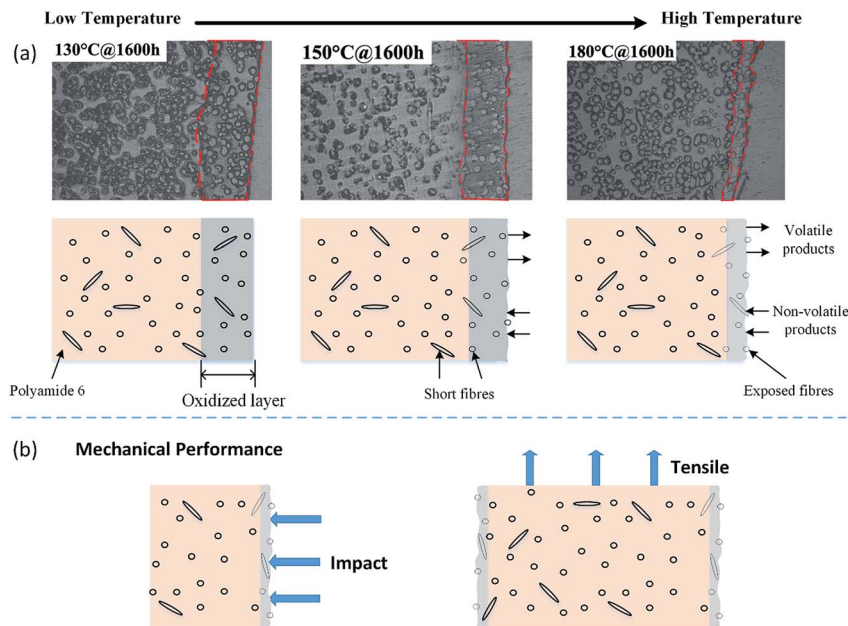 Low Temperature
High Temperature
(a)
130°C@1600h
150°C@1600h
180°C@1600h
Volatile
products
Non-volatile
products
Polyamide 6
Oxidized layer
Short fibres
Exposed fibres
(b)
Mechanical Performance
Tensile
Impact